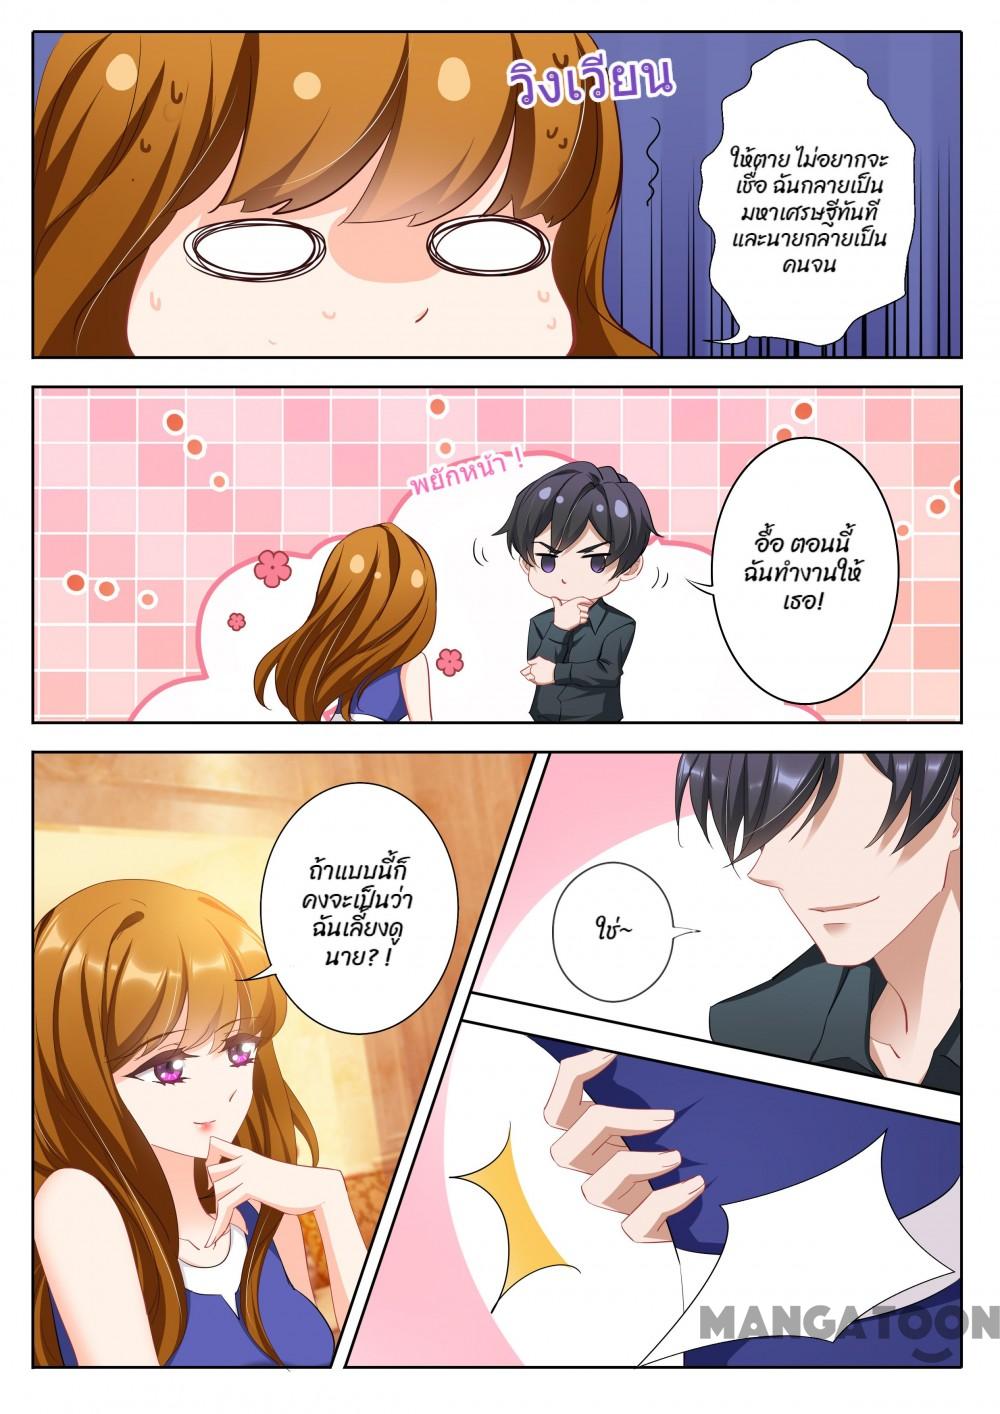 วิงเวียน
ให้ตาย ไม่อยากจะ
เชื่อ ฉันกลายเป็น
มหาเศรษฐีทันที
และนายกลายเป็น
คนจน
พยักหน้า !
อื้อ ตอนนี้
ฉันทำงานให้
เธอ!
ถ้าแบบนี้ก็
คงจะเป็นว่า
ฉันเลี้ยงดู
นาย? !
ใช่~
MANGATOON